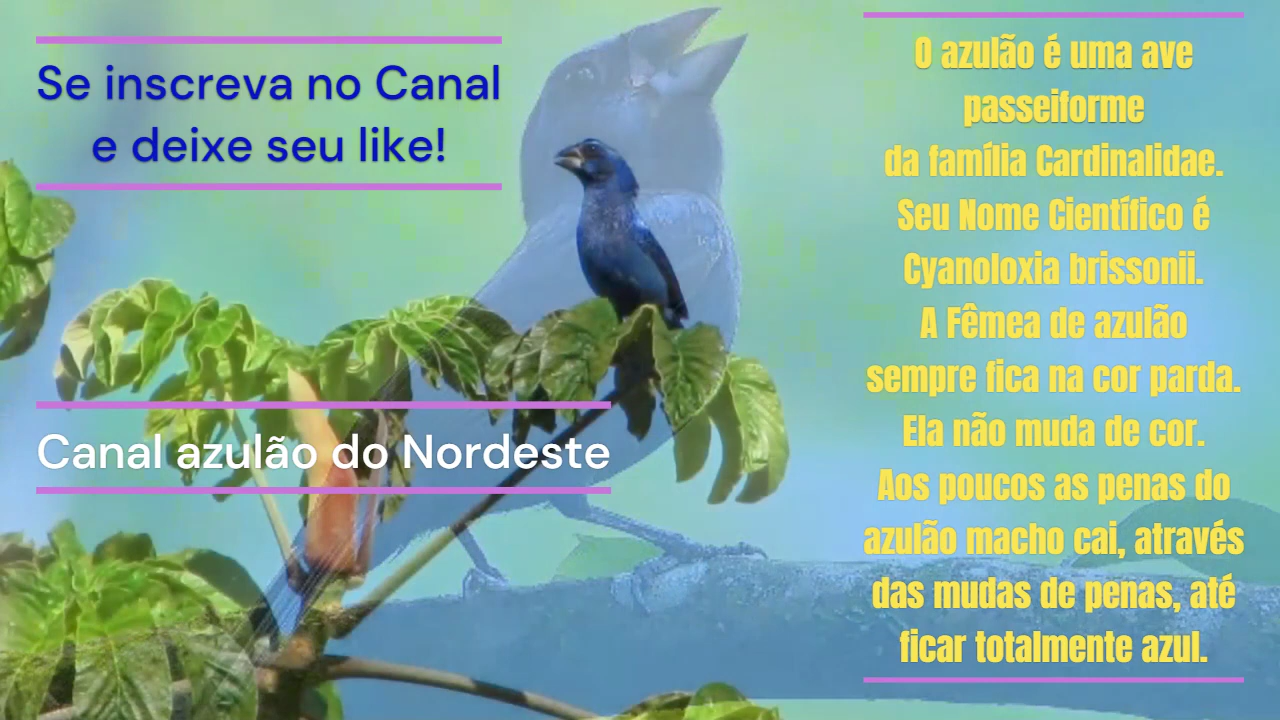 Se inscreva no Canal
e deixe seu like!
Canal azulão do Nordeste
O azulão é uma ave
passeiforme
da família Cardinalidae.
Seu Nome Científico é
Cyanoloxia brissonii.
A Fêmea de azulão
sempre fica na cor parda.
Ela não muda de cor.
Aos poucos as penas do
azulão macho cai, através
das mudas de penas, até
ficar totalmente azul.